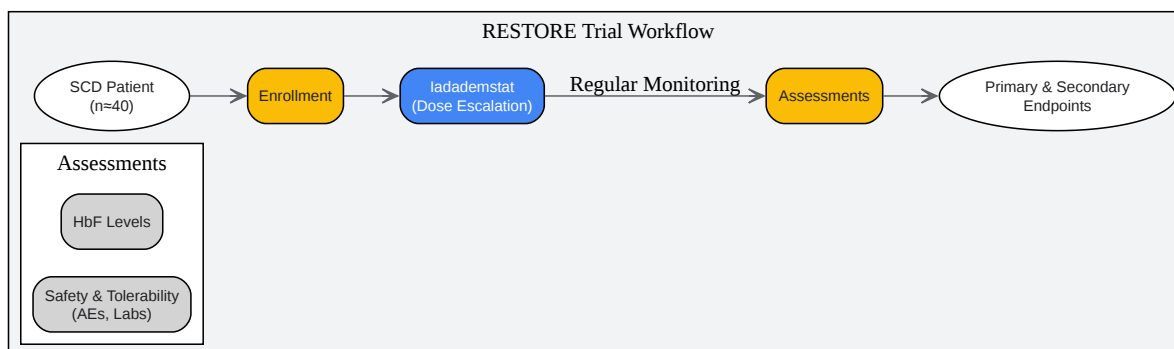 RESTORE Trial Workflow
SCD Patient
(n≈40)
Enrollment
Iadademstat
(Dose Escalation)
Regular Monitoring
Assessments
Primary & Secondary
Endpoints
Assessments
HbF Levels
Safety & Tolerability
(AEs, Labs)